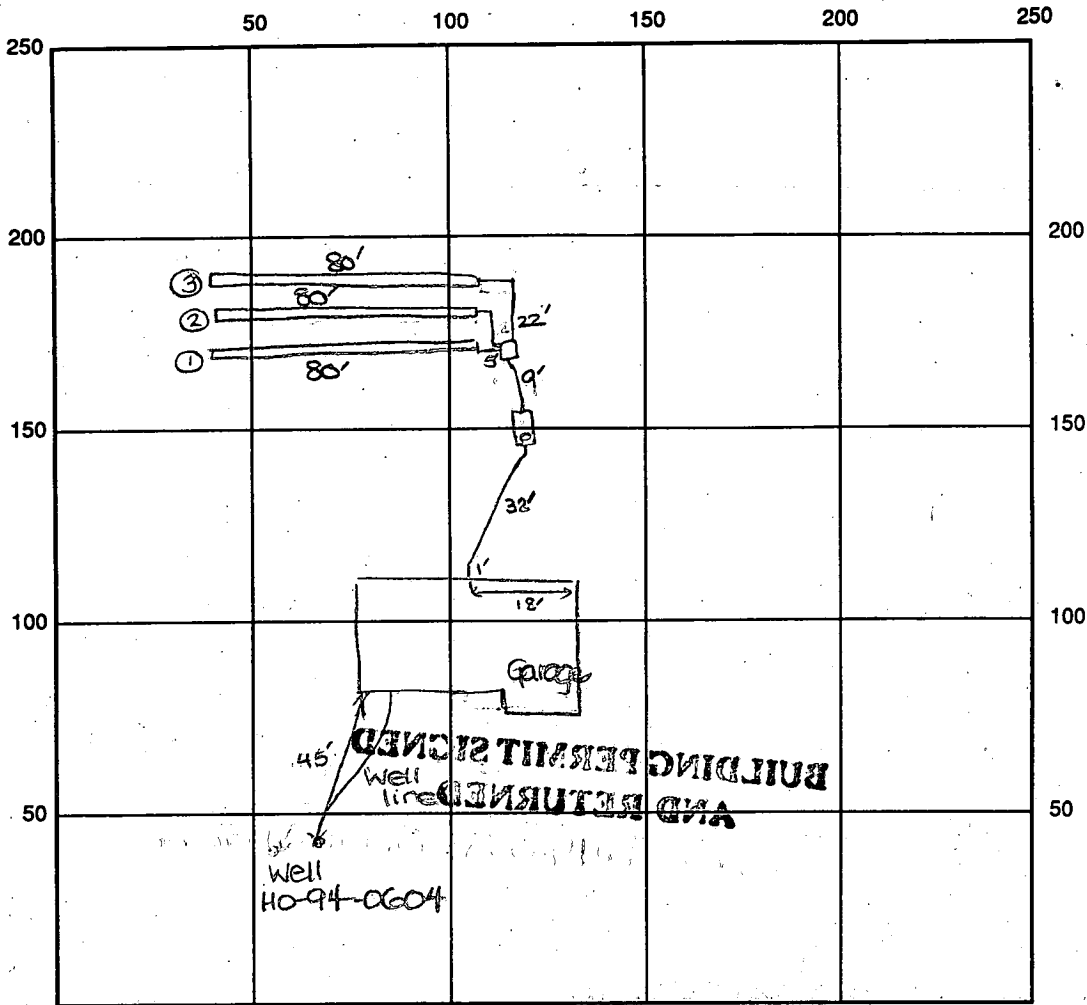 50 100 150 200 250
250
200 200
150 150
100 100
50 50
③ 80'
② 80'
① 80'
22'
5'
9'
38'
1'
18'
Garage
45'
Well
line
BUILDING PERMIT SIGNED
AND RETURNED
Well
HO-94-0604